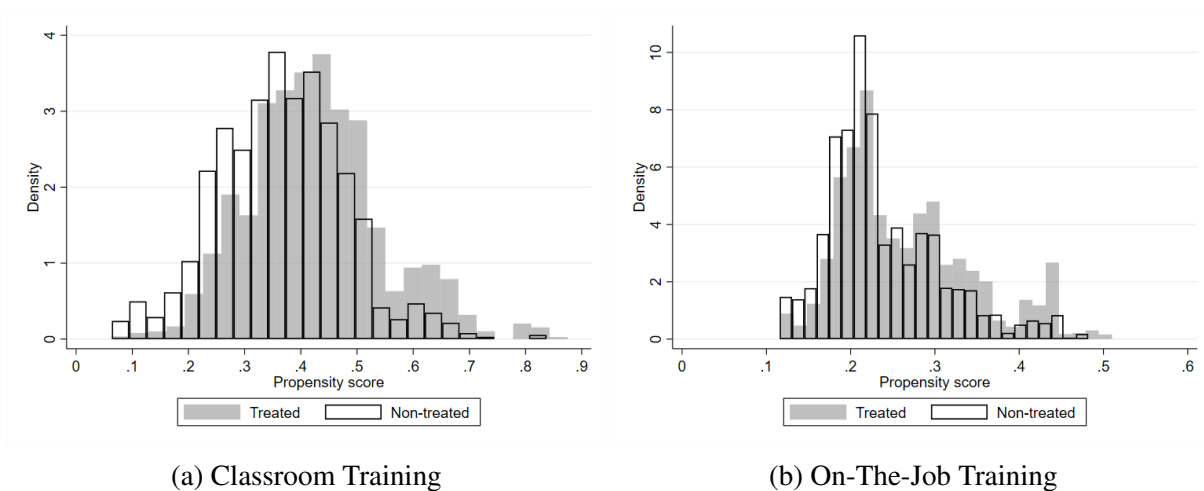 4
3
2
1
0
Density
0 .1 .2 .3 .4 .5 .6 .7 .8 .9
Propensity score
Treated Non-treated
(a) Classroom Training
10
8
6
4
2
0
Density
0 .1 .2 .3 .4 .5 .6
Propensity score
Treated Non-treated
(b) On-The-Job Training